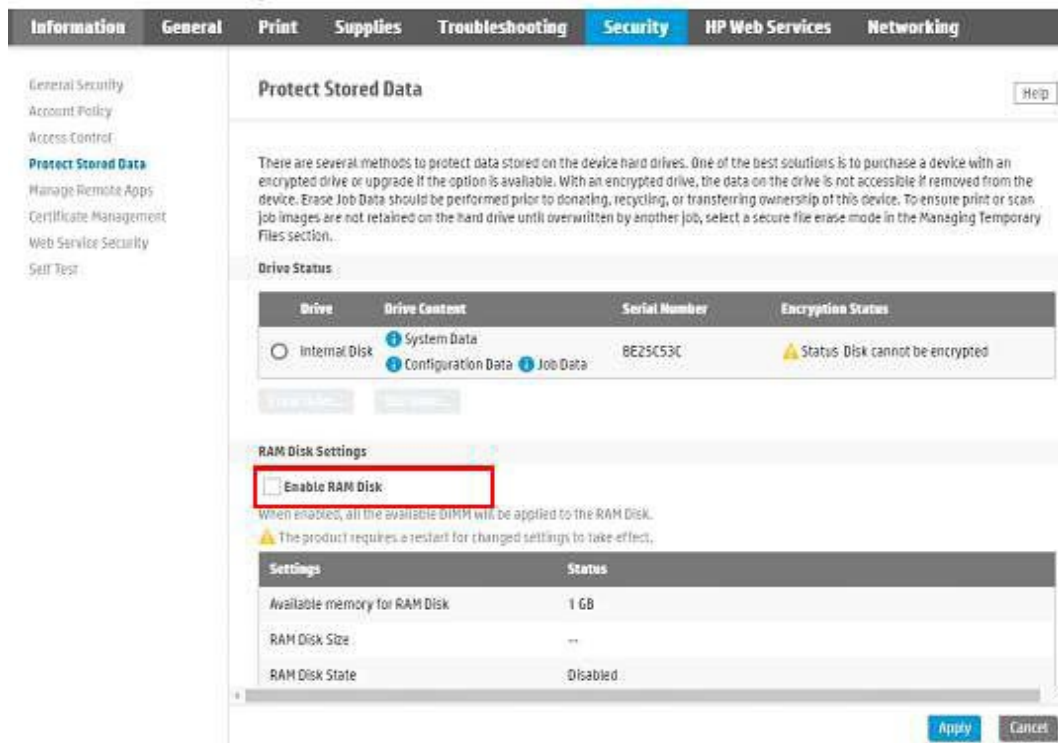 Information General Print Supplies Troubleshooting Security HP Web Services Networking
General Security
Account Policy
Access Control
Protect Stored Data
Manage Remote Apps
Certificate Management
Web Service Security
Self Test
Protect Stored Data
Help
There are several methods to protect data stored on the device hard drives. One of the best solutions is to purchase a device with an
encrypted drive or upgrade if the option is available. With an encrypted drive, the data on the drive is not accessible if removed from the
device. Erase Job Data should be performed prior to donating, recycling, or transferring ownership of this device. To ensure print or scan
job images are not retained on the hard drive until overwritten by another job, select a secure file erase mode in the Managing Temporary
Files section.
Drive Status
Drive Drive Content Serial Number Encryption Status
Internal Disk
System Data
Configuration Data Job Data
BE25C53C
Status Disk cannot be encrypted
RAM Disk Settings
Enable RAM Disk
When enabled, all the available DIMM will be applied to the RAM Disk.
The product requires a restart for changed settings to take effect.
Settings Status
Available memory for RAM Disk 1 GB
RAM Disk Size --
RAM Disk State Disabled
Apply Cancel